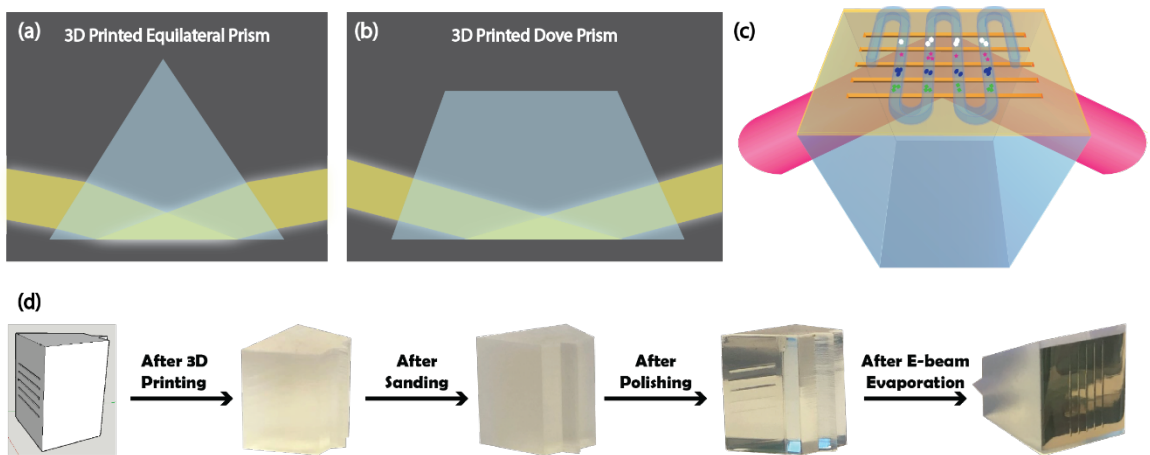 (a)
3D Printed Equilateral Prism
(b)
3D Printed Dove Prism
(c)
(d)
After 3D
Printing
After
Sanding
After
Polishing
After E-beam
Evaporation